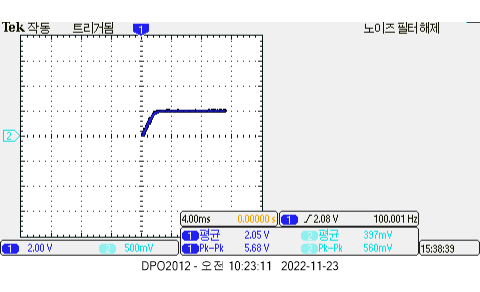 Tek 작동 트리거됨 노이즈 필터 해제
1
2
4.00ms 0.00000 s 1 2.08 V 100.001 Hz
1 2.00 V 2 500mV
1 평균 2.05 V 2 평균 397mV
1 Pk-Pk 5.68 V 2 Pk-Pk 560mV
15:38:39
DPO2012 - 오전 10:23:11 2022-11-23